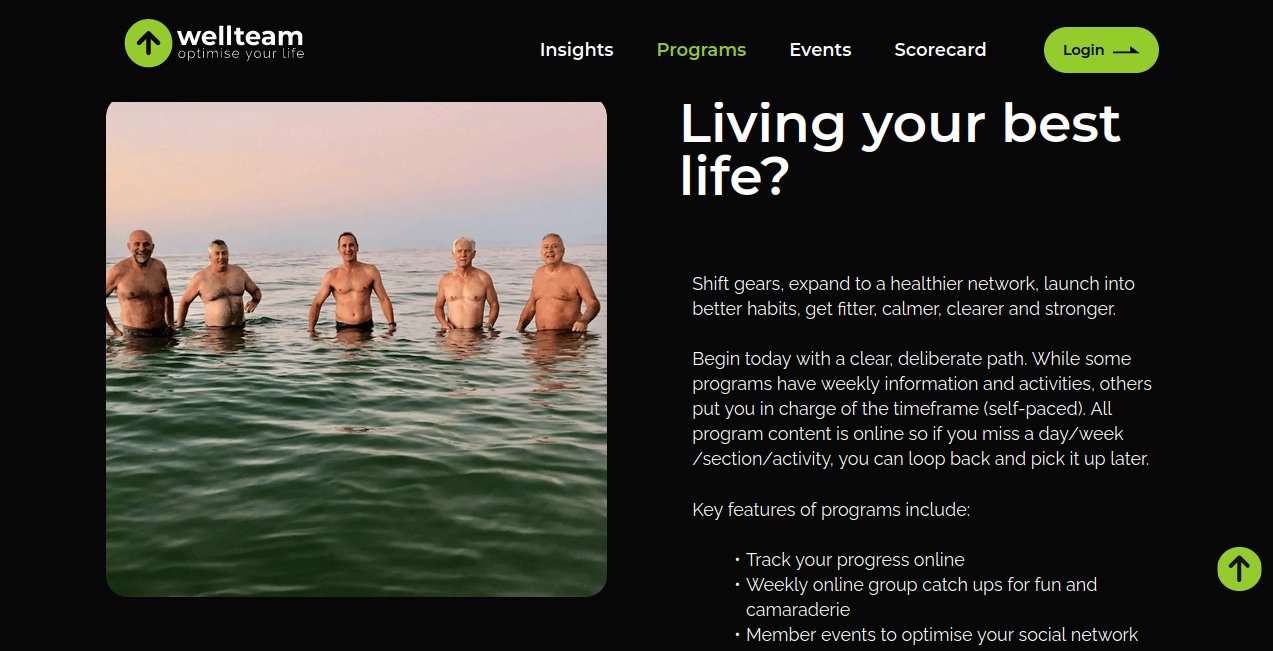 wellteam
optimise your life
Insights
Programs
Events
Scorecard
Login
Living your best
life?
Shift gears, expand to a healthier network, launch into
better habits, get fitter, calmer, clearer and stronger.
Begin today with a clear, deliberate path. While some
programs have weekly information and activities, others
put you in charge of the timeframe (self-paced). All
program content is online so if you miss a day/week
/section/activity, you can loop back and pick it up later.
Key features of programs include:
• Track your progress online
• Weekly online group catch ups for fun and
camaraderie
• Member events to optimise your social network